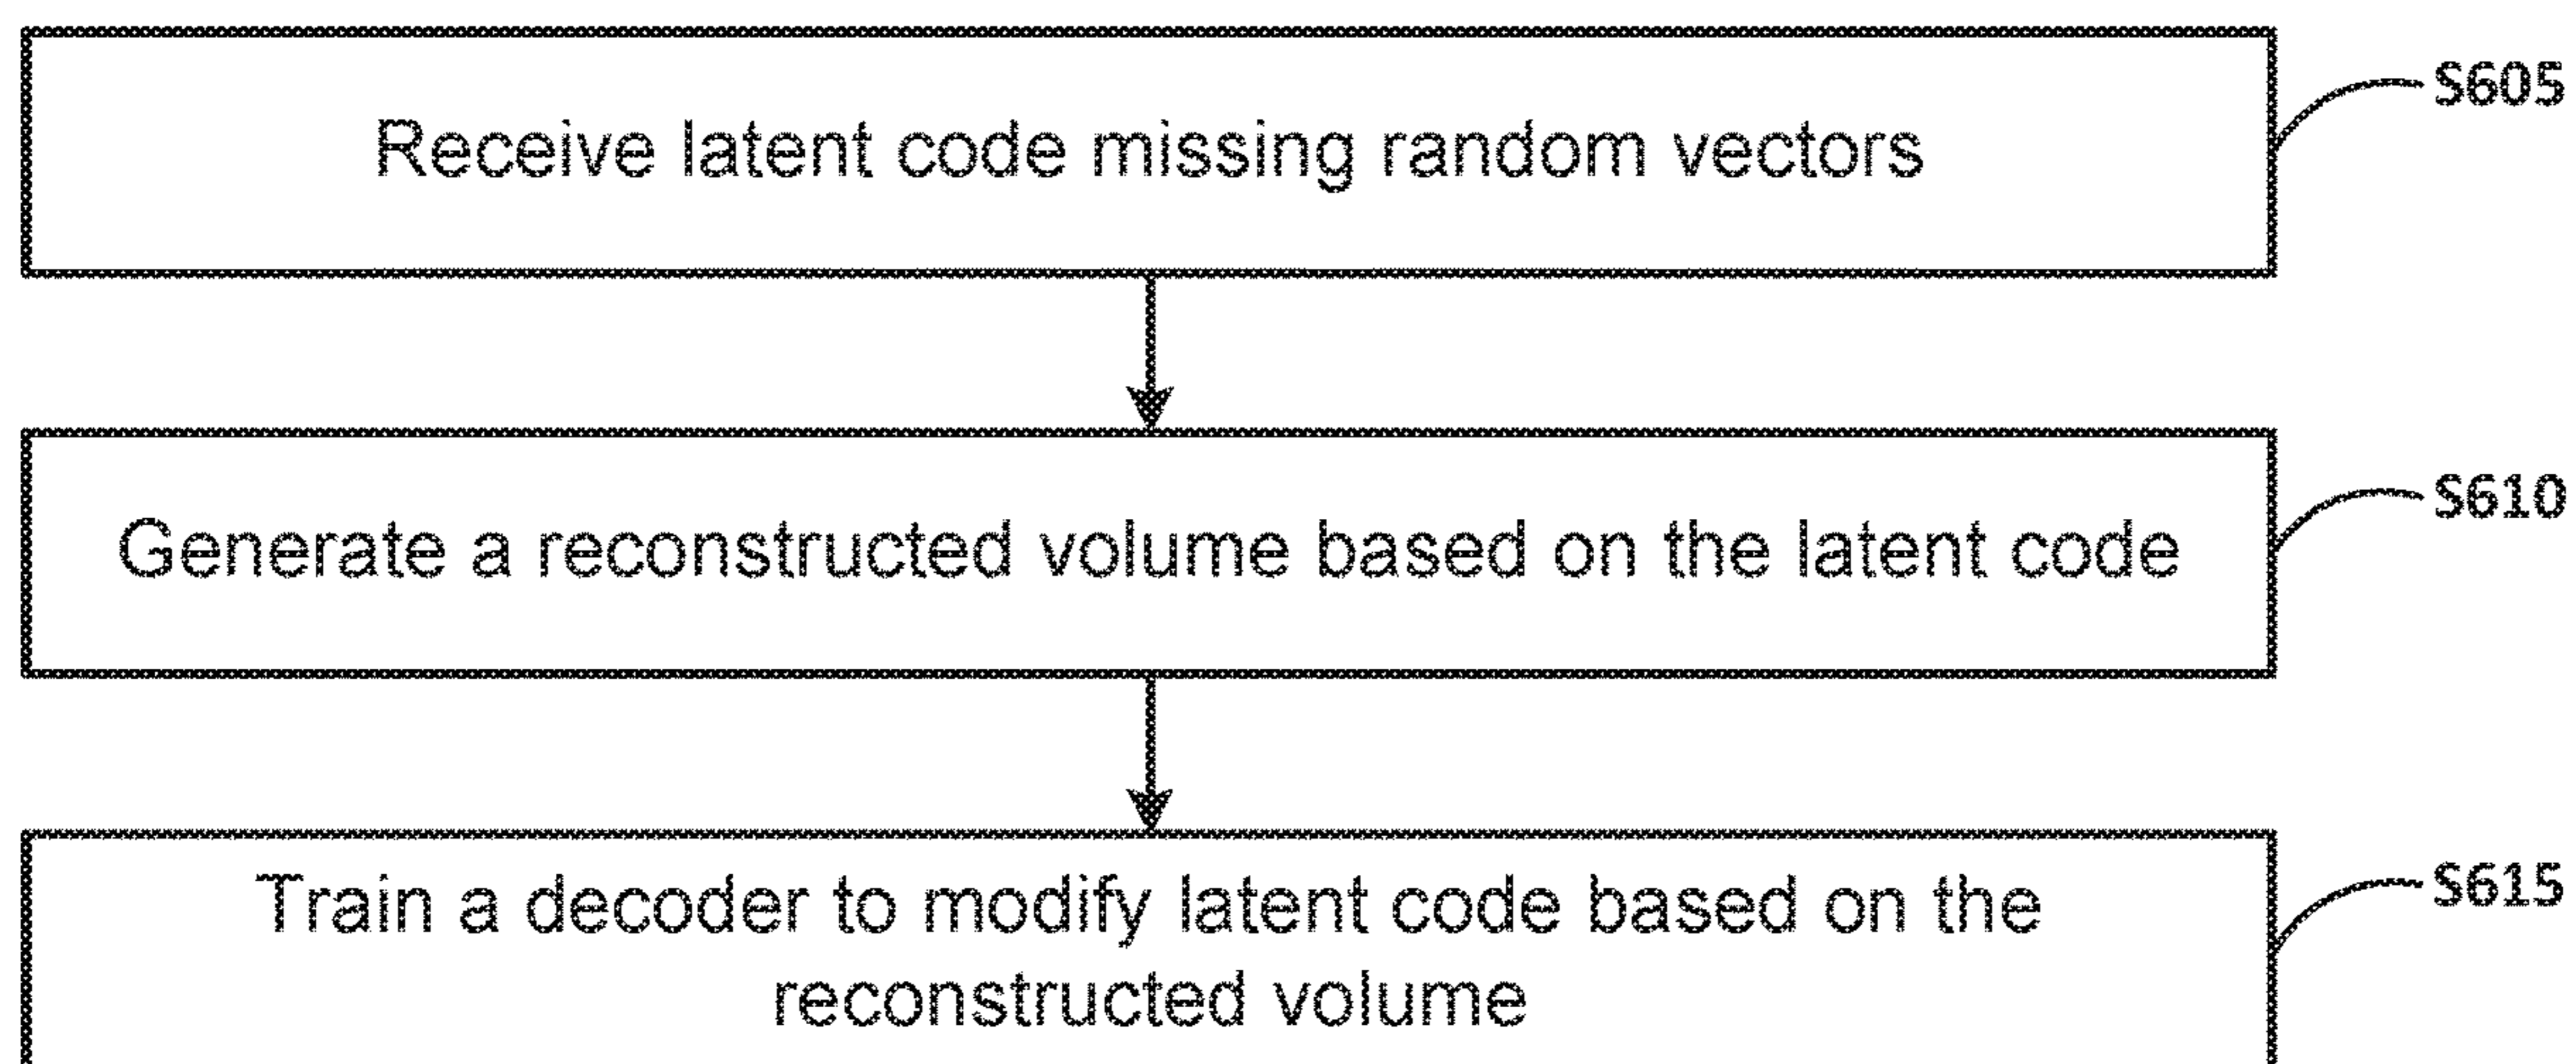 S605
Receive latent code missing random vectors
S610
Generate a reconstructed volume based on the latent code
S615
Train a decoder to modify latent code based on the
reconstructed volume